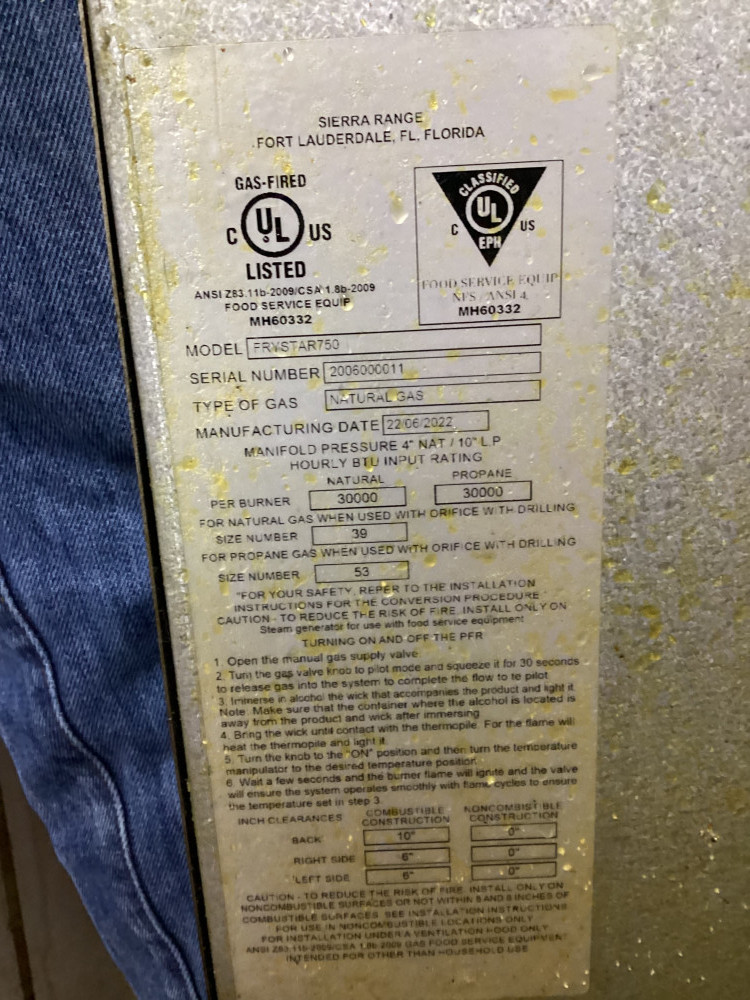 SIERRA RANGE
FORT LAUDERDALE, FL, FLORIDA
GAS-FIRED
C UL US
LISTED
ANSI Z83.11b-2009/CSA 1.8b-2009
FOOD SERVICE EQUIP
MH60332
CLASSIFIED
C UL US
EPH
FOOD SERVICE EQUIP
NFS / ANSI 4,
MH60332
MODEL FRYSTAR750
SERIAL NUMBER 2006000011
TYPE OF GAS NATURAL GAS
MANUFACTURING DATE 22/06/2022
MANIFOLD PRESSURE 4" NAT / 10" L.P
HOURLY BTU INPUT RATING
NATURAL PROPANE
PER BURNER 30000 30000
FOR NATURAL GAS WHEN USED WITH ORIFICE WITH DRILLING
SIZE NUMBER 39
FOR PROPANE GAS WHEN USED WITH ORIFICE WITH DRILLING
SIZE NUMBER 53
"FOR YOUR SAFETY, REFER TO THE INSTALLATION
INSTRUCTIONS FOR THE CONVERSION PROCEDURE"
CAUTION - TO REDUCE THE RISK OF FIRE, INSTALL ONLY ON
Steam generator for use with food service equipment
TURNING ON AND OFF THE PFR
1. Open the manual gas supply valve
2. Turn the gas valve knob to pilot mode and squeeze it for 30 seconds
to release gas into the system to complete the flow to te pilot
3. Immerse in alcohol the wick that accompanies the product and light it.
Note: Make sure that the container where the alcohol is located is
away from the product and wick after immersing
4. Bring the wick until contact with the thermopile. For the flame will
heat the thermopile and light it.
5. Turn the knob to the "ON" position and then turn the temperature
manipulator to the desired temperature position
6. Wait a few seconds and the burner flame will ignite and the valve
will ensure the system operates smoothly with flame cycles to ensure
the temperature set in step 3.
INCH CLEARANCES COMBUSTIBLE CONSTRUCTION NONCOMBISTIBLE CONSTRUCTION
BACK 10" 0"
RIGHT SIDE 6" 0"
LEFT SIDE 6" 0"
CAUTION - TO REDUCE THE RISK OF FIRE, INSTALL ONLY ON
NONCOMBUSTIBLE SURFACES OR NOT WITHIN 5 AND 8 INCHES OF
COMBUSTIBLE SURFACES. SEE INSTALLATION INSTRUCTIONS
FOR USE IN NONCOMBUSTIBLE LOCATIONS ONLY
FOR INSTALLATION UNDER A VENTILATION HOOD ONLY
ANSI Z83.11b-2009/CSA 1.8b-2009 GAS FOOD SERVICE EQUIPMENT
INTENDED FOR OTHER THAN HOUSEHOLD USE